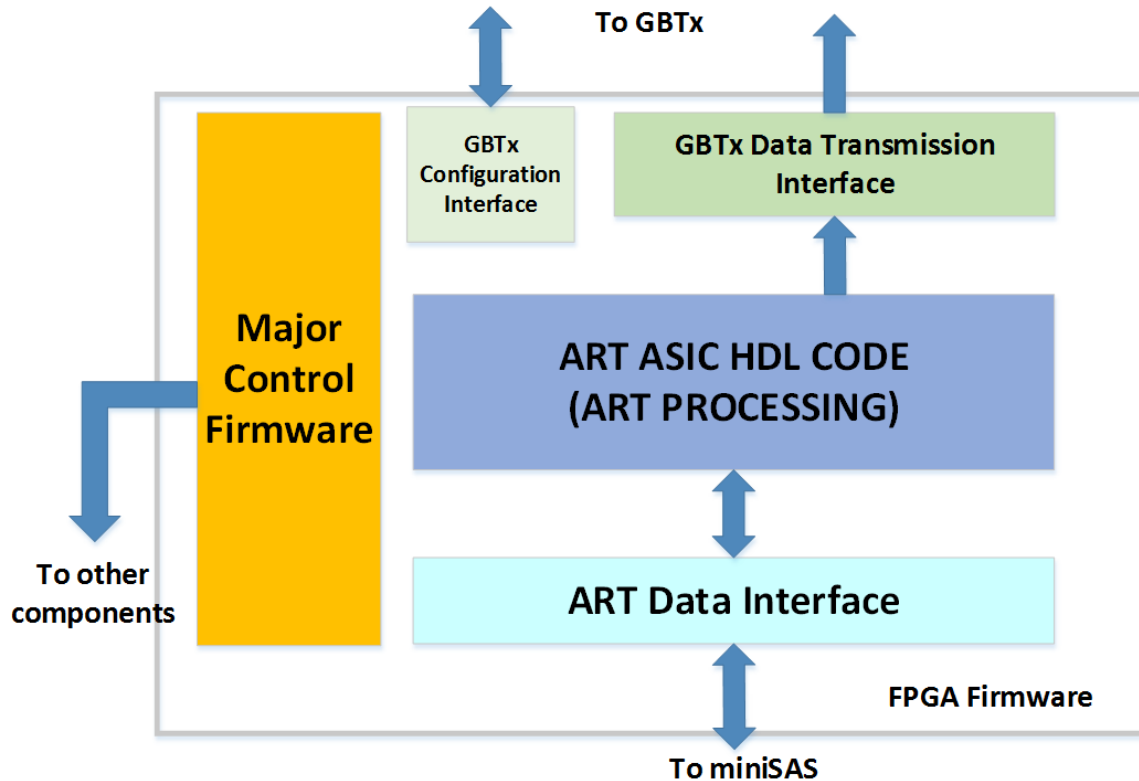 To GBTx
GBTx
Configuration
Interface
GBTx Data Transmission
Interface
Major
Control
Firmware
ART ASIC HDL CODE
(ART PROCESSING)
To other
components
ART Data Interface
FPGA Firmware
To miniSAS